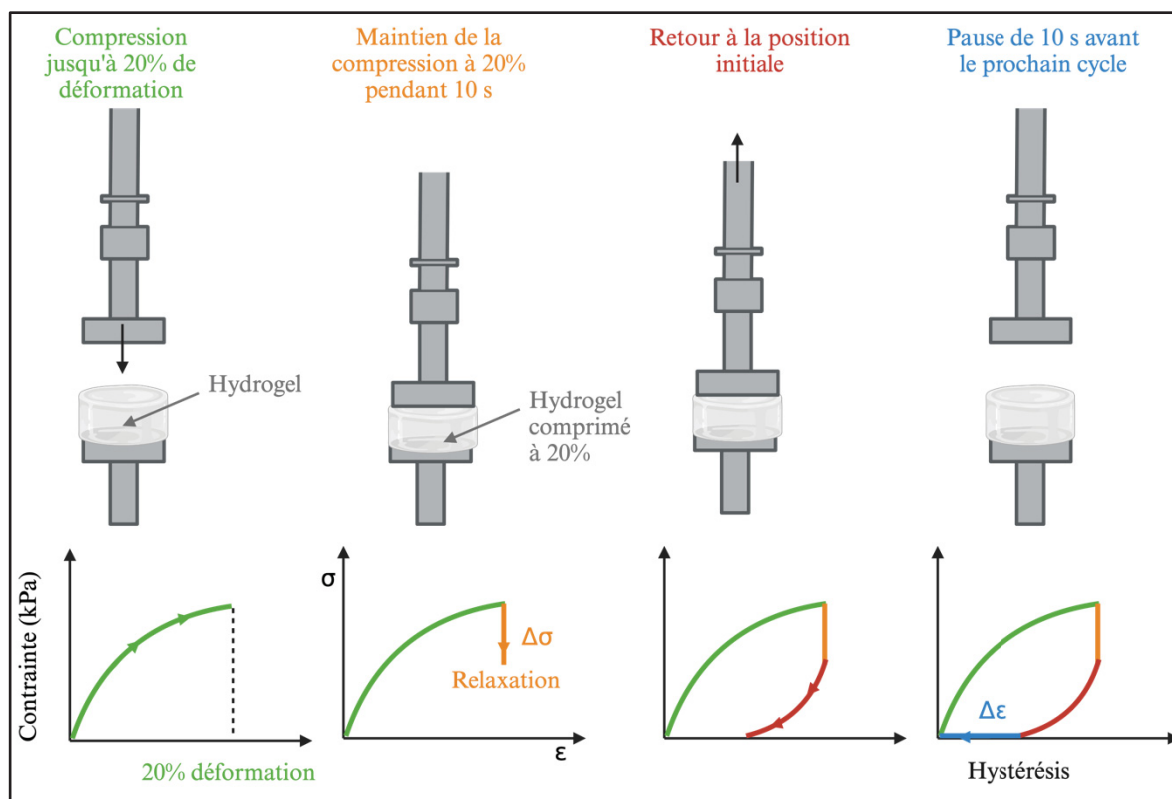 Compression
jusqu'à 20% de
déformation
Maintien de la
compression à 20%
pendant 10 s
Retour à la position
initiale
Pause de 10 s avant
le prochain cycle
Hydrogel
Hydrogel
comprimé
à 20%
Contrainte (kPa)
20% déformation
σ
Δσ
Relaxation
ε
Δε
Hystérésis